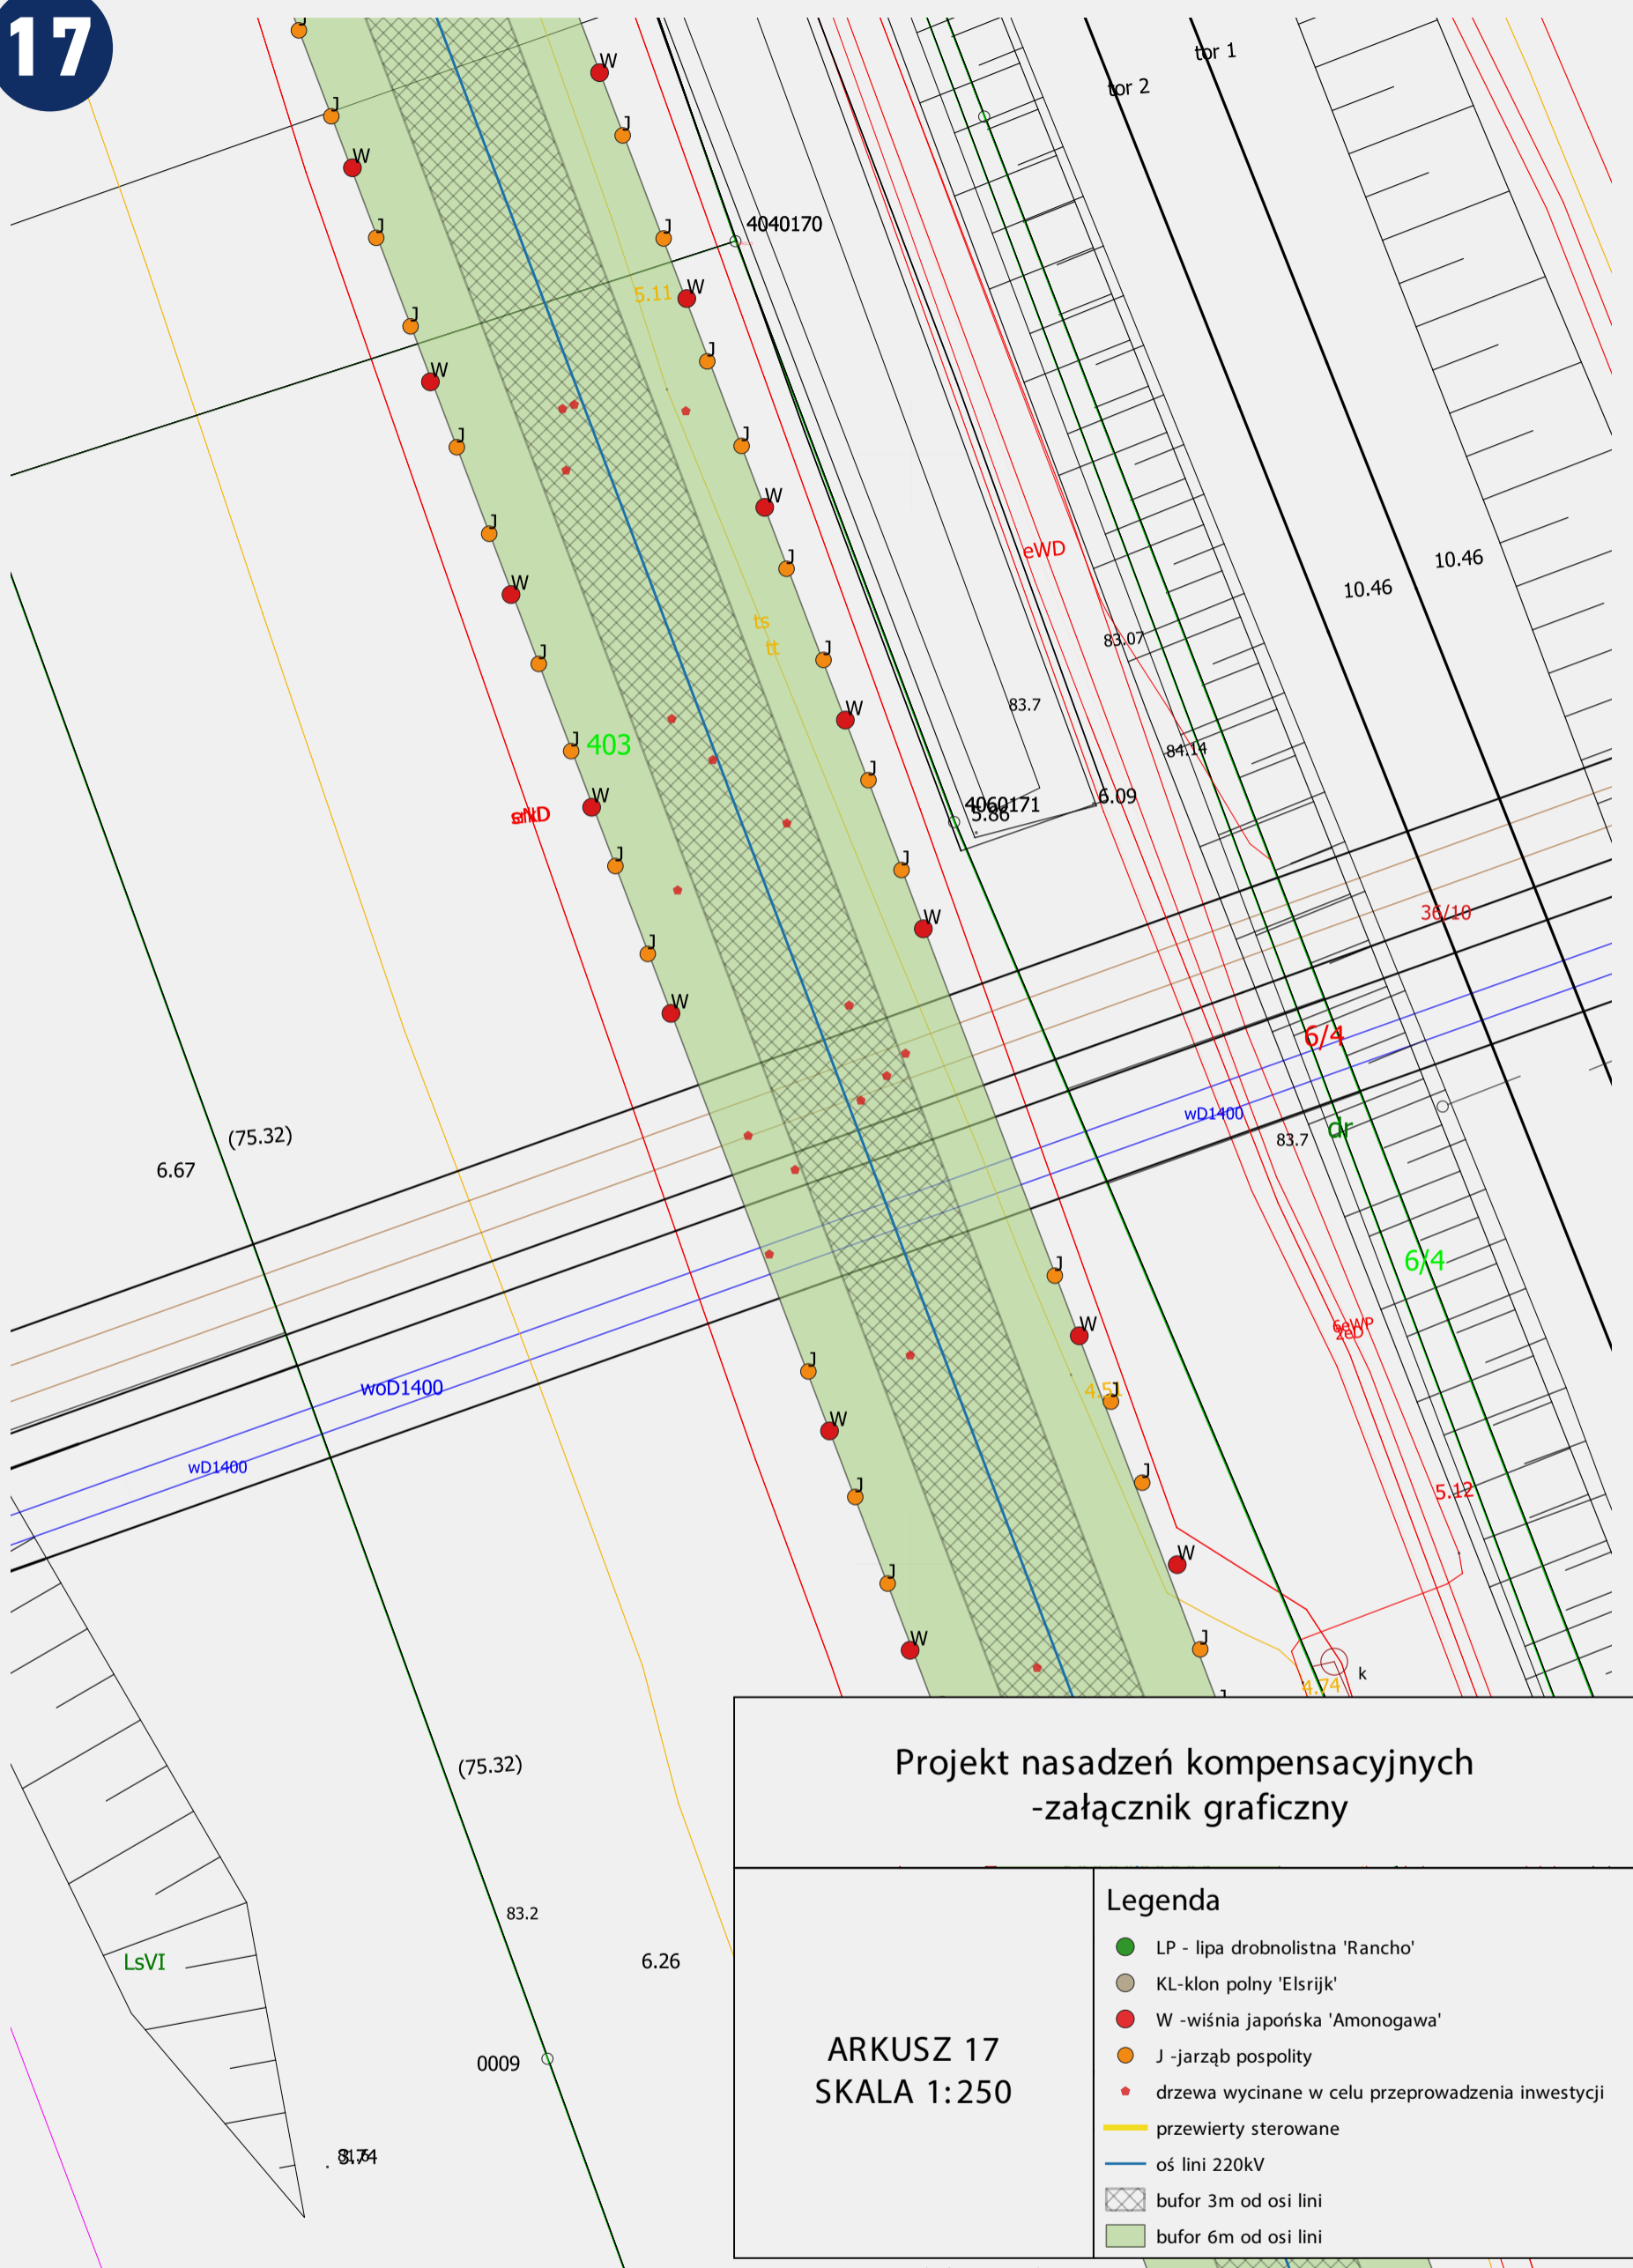 17
J
W
tor 1
tor 2
J
J
W
J
J
4040170
5.11
W
J
J
W
J
J
W
eWD
10.46
10.46
J
J
W
ts
83.07
tt
J
J
83.7
W
403
J
84.14
W
J
6.09
4060171
5.86
J
J
W
36/10
J
W
6/4
wD1400
dr
83.7
(75.32)
6.67
6/4
J
W
J
woD1400
4.51
J
W
wD1400
J
J
5.12
W
J
W
J
k
4.74
J
(75.32)
83.2
LsVI
6.26
0009
Projekt nasadzeń kompensacyjnych
-załącznik graficzny
ARKUSZ 17
SKALA 1:250
Legenda
LP - lipa drobnolistna 'Rancho'
KL-klon polny 'Elsrijk'
W -wiśnia japońska 'Amonogawa'
J -jarząb pospolity
drzewa wycinane w celu przeprowadzenia inwestycji
przewierty sterowane
oś lini 220kV
bufor 3m od osi lini
bufor 6m od osi lini